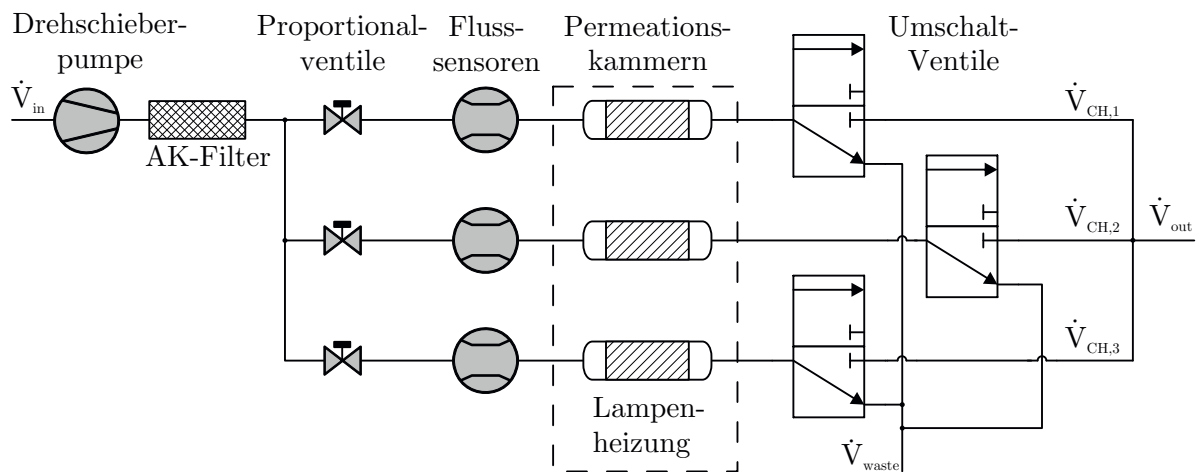 Drehschieber-
pumpe
Proportional-
ventile
Fluss-
sensoren
Permeations-
kammern
Umschalt-
Ventile
V̇in
AK-Filter
V̇CH,1
V̇CH,2
V̇out
V̇CH,3
Lampen-
heizung
V̇waste